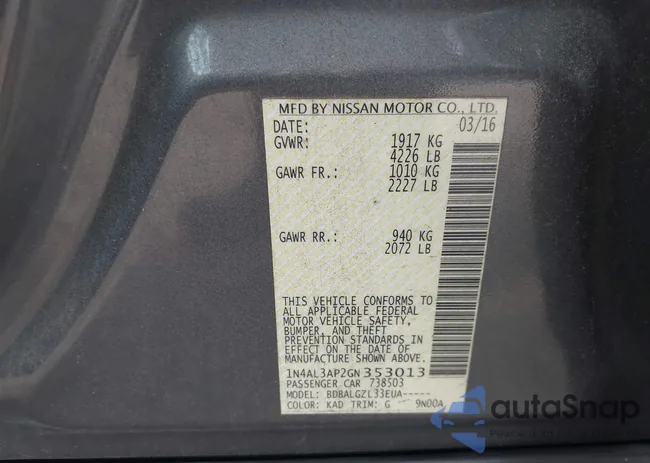 MFD BY NISSAN MOTOR CO., LTD.
DATE: 03/16
GVWR: 1917 KG
4226 LB
GAWR FR.: 1010 KG
2227 LB
GAWR RR.: 940 KG
2072 LB
THIS VEHICLE CONFORMS TO
ALL APPLICABLE FEDERAL
MOTOR VEHICLE SAFETY,
BUMPER, AND THEFT
PREVENTION STANDARDS IN
EFFECT ON THE DATE OF
MANUFACTURE SHOWN ABOVE.
1N4AL3AP2GN353013
PASSENGER CAR 738503
MODEL: BDBALGZL33EUA-----
COLOR: KAD TRIM: G 9N00A
autoSnap